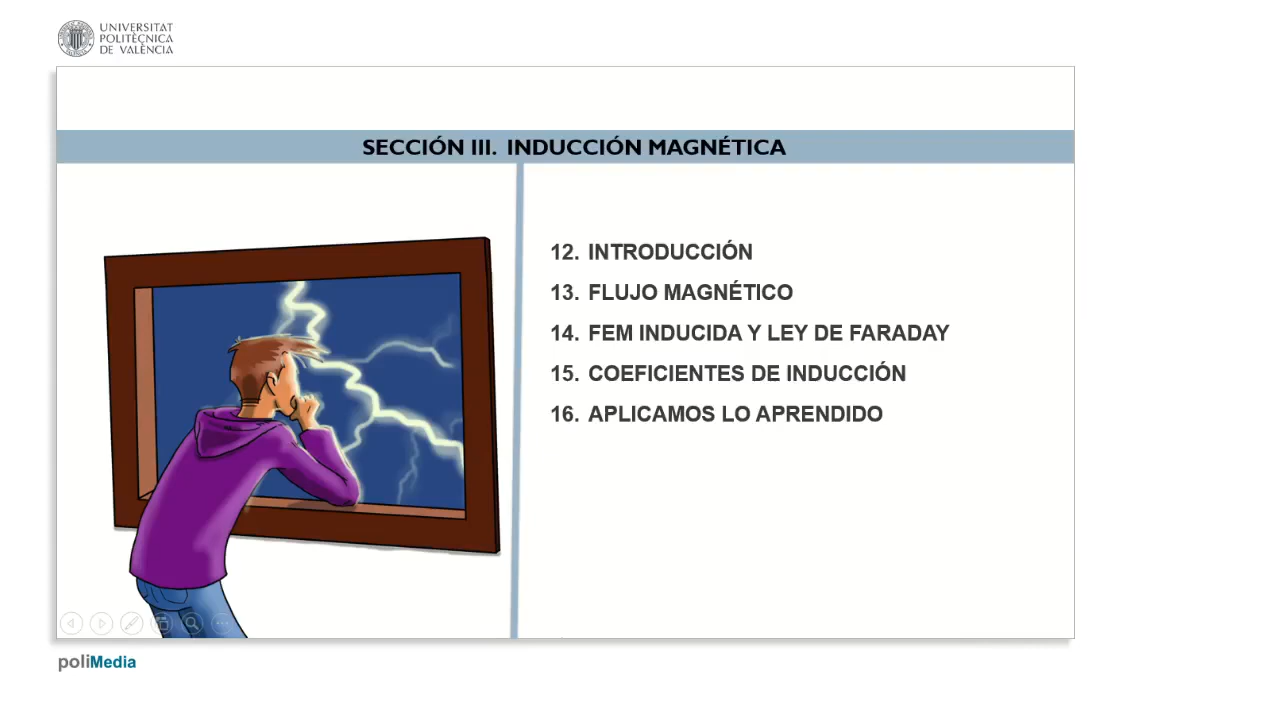 UNIVERSITAT
POLITÈCNICA
DE VALÈNCIA
SECCIÓN III. INDUCCIÓN MAGNÉTICA
12. INTRODUCCIÓN
13. FLUJO MAGNÉTICO
14. FEM INDUCIDA Y LEY DE FARADAY
15. COEFICIENTES DE INDUCCIÓN
16. APLICAMOS LO APRENDIDO
poliMedia